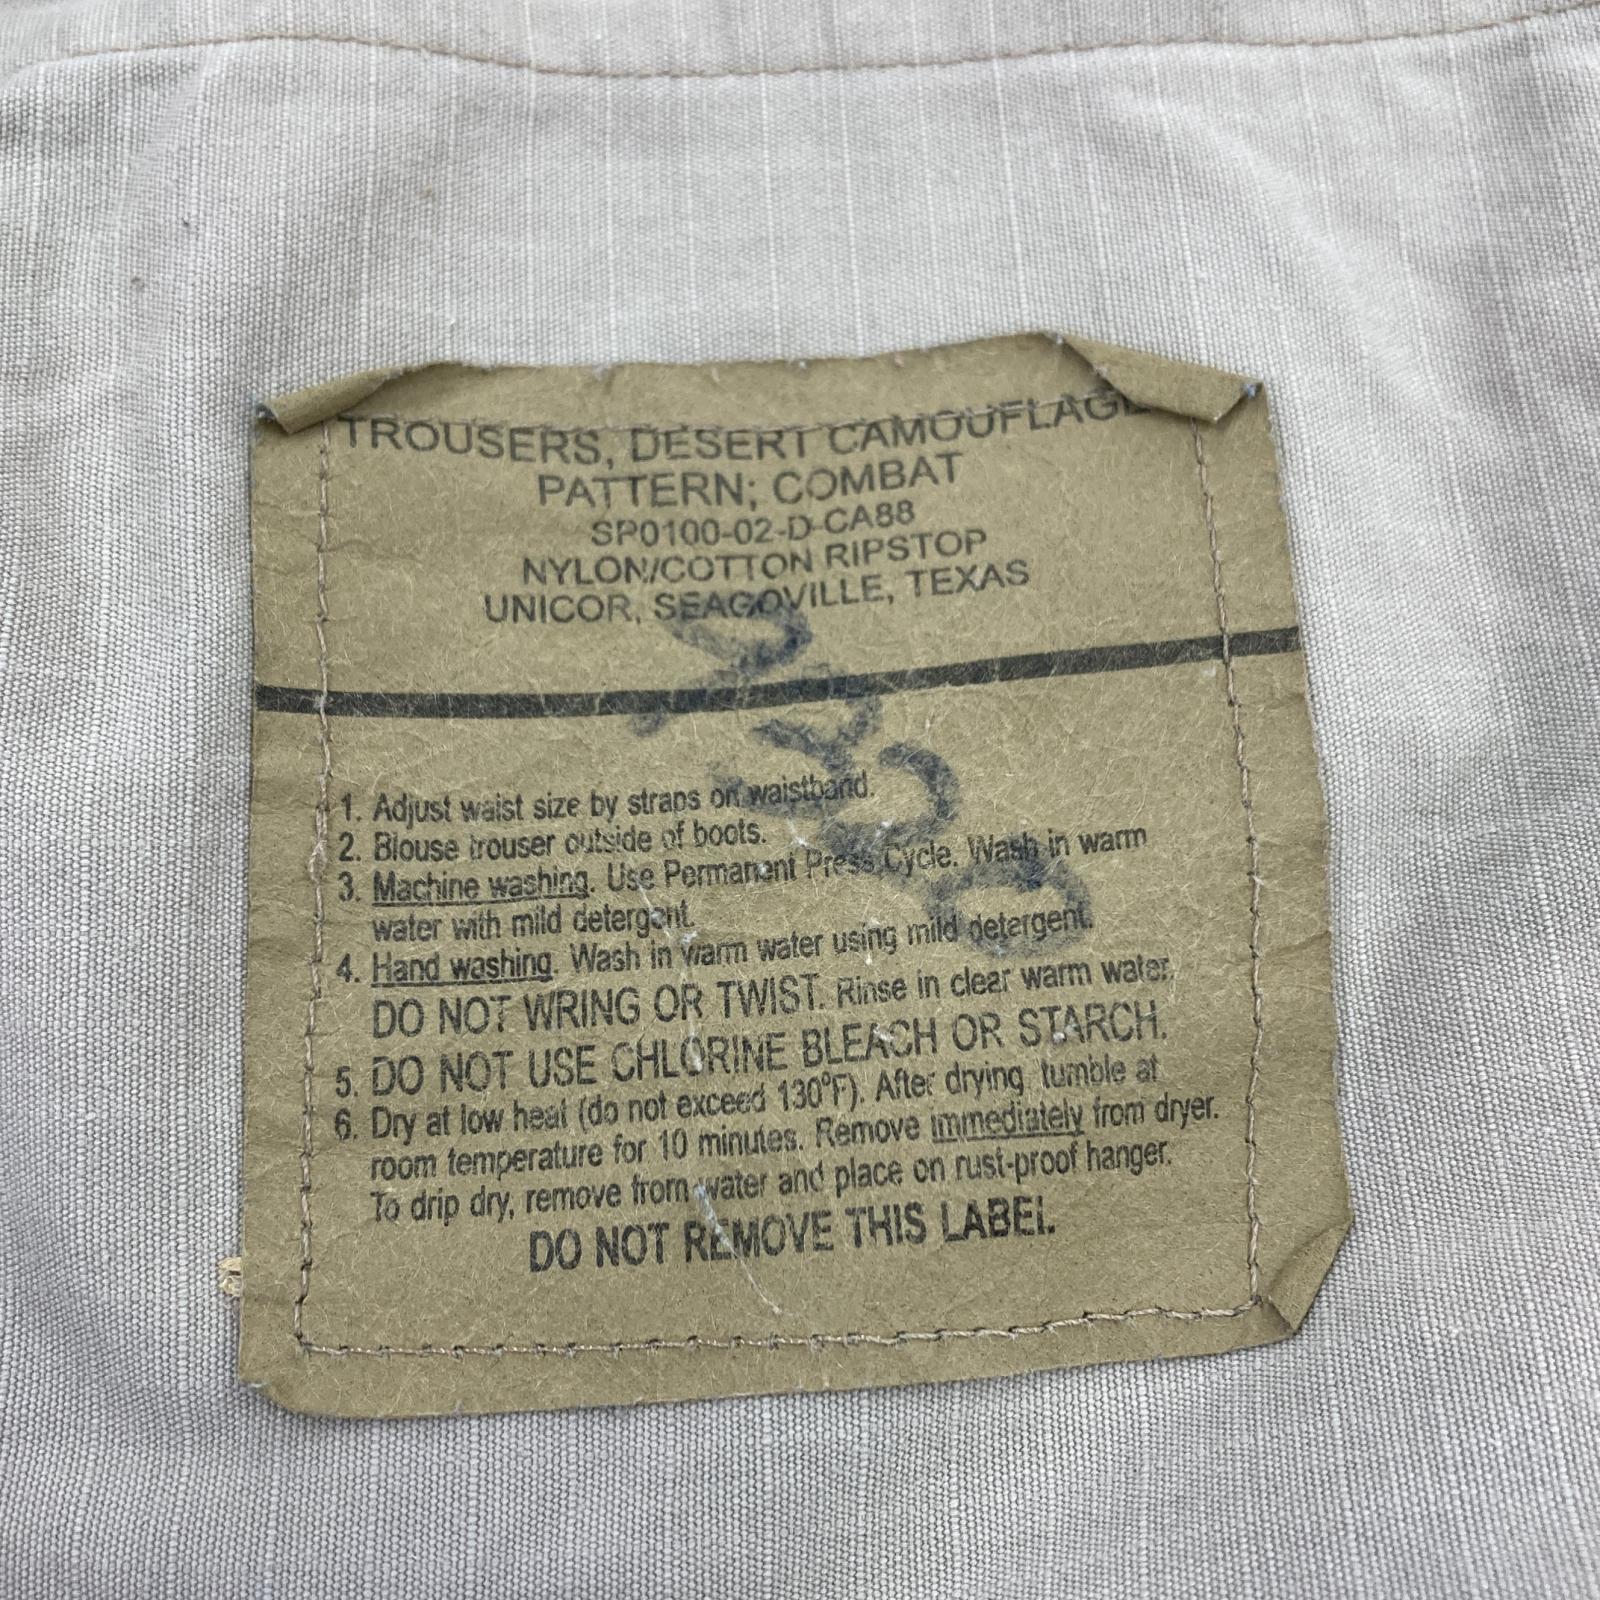 TROUSERS, DESERT CAMOUFLAGE
PATTERN; COMBAT
SP0100-02-D-CA88
NYLON/COTTON RIPSTOP
UNICOR, SEAGOVILLE, TEXAS
1. Adjust waist size by straps on waistband.
2. Blouse trouser outside of boots.
3. Machine washing. Use Permanent Press Cycle. Wash in warm
water with mild detergent.
4. Hand washing. Wash in warm water using mild detergent.
DO NOT WRING OR TWIST. Rinse in clear warm water.
5. DO NOT USE CHLORINE BLEACH OR STARCH.
6. Dry at low heat (do not exceed 130°F). After drying tumble at
room temperature for 10 minutes. Remove immediately from dryer.
To drip dry, remove from water and place on rust-proof hanger.
DO NOT REMOVE THIS LABEL.